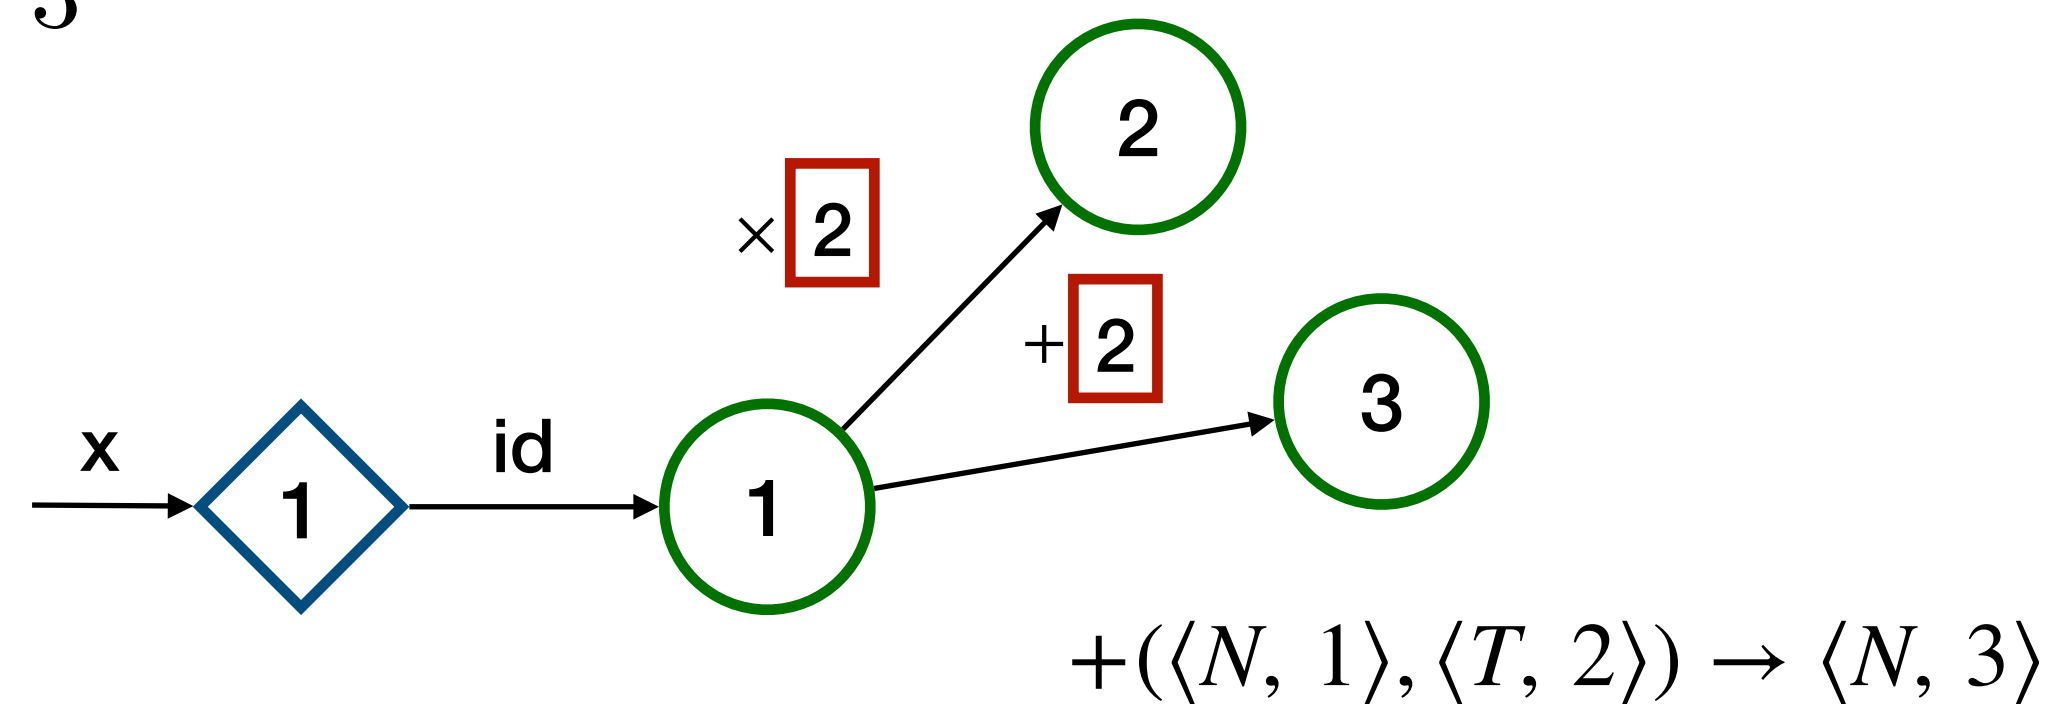 2
× 2
+ 2
3
x
id
1
1
+(⟨N, 1⟩, ⟨T, 2⟩) → ⟨N, 3⟩